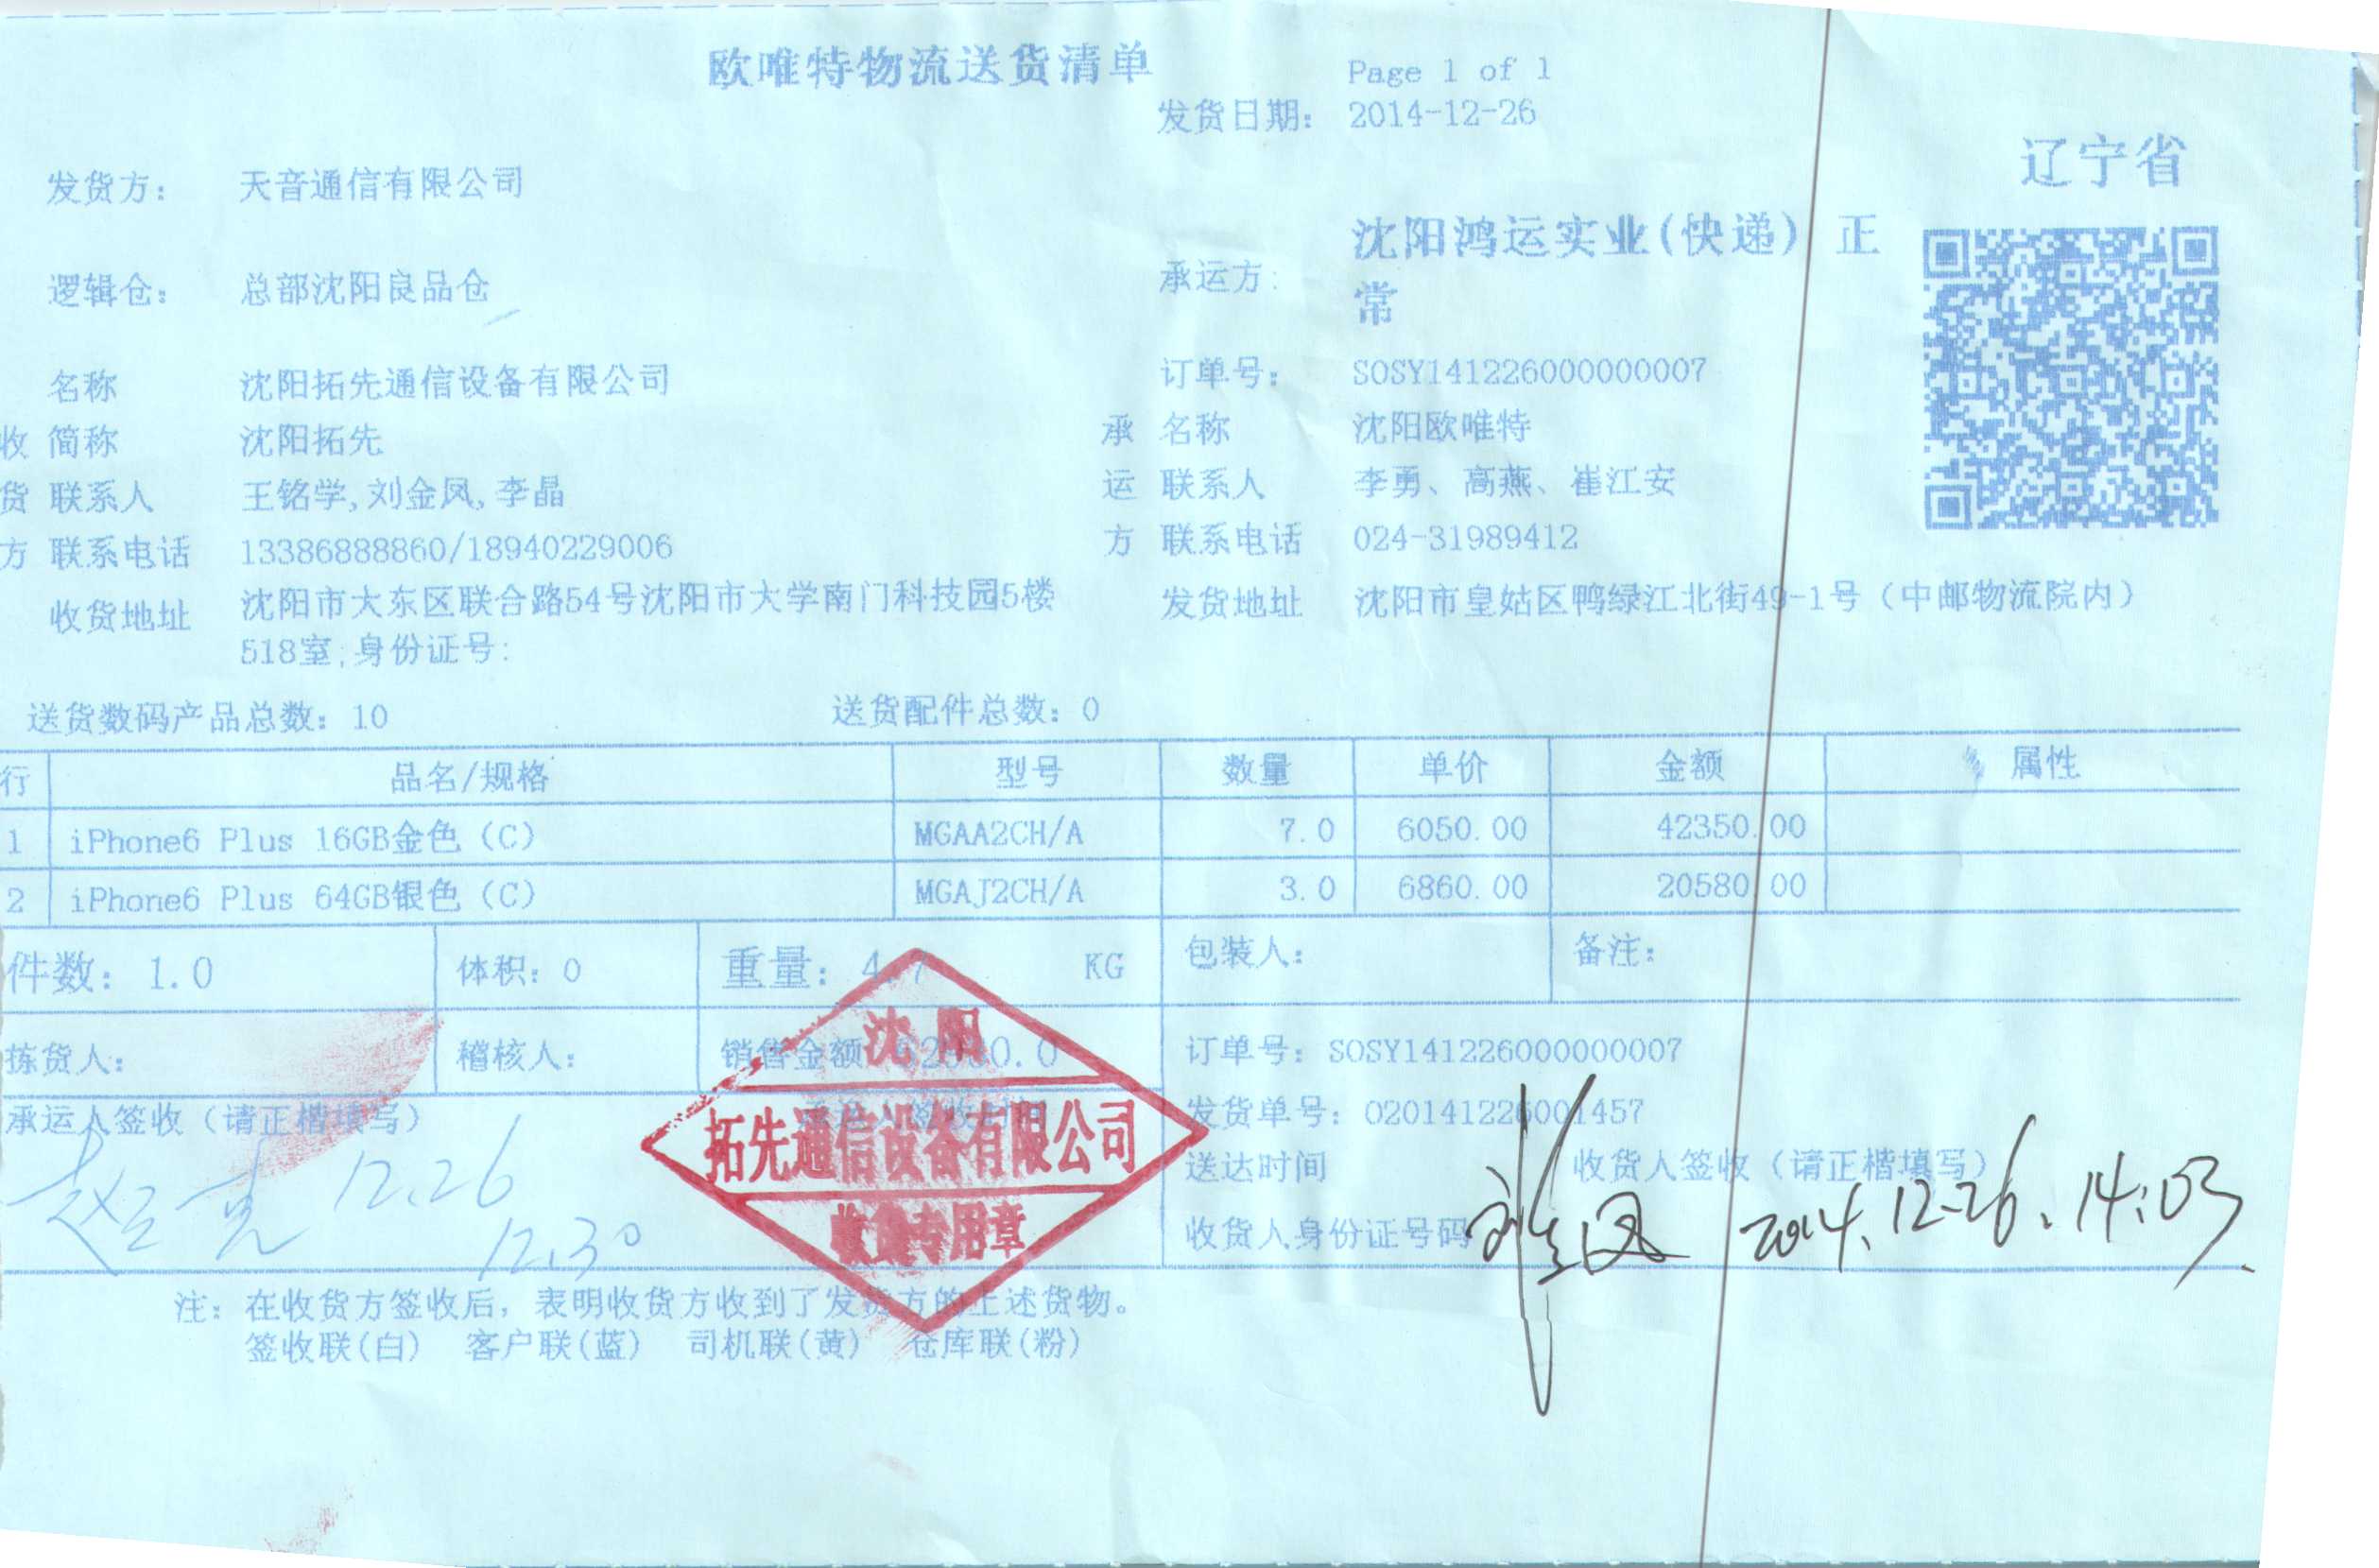 欧唯特物流送货清单 Page 1 of 1
发货日期: 2014-12-26
辽宁省
发货方: 天音通信有限公司
承运方: 沈阳鸿运实业(快递) 正常
逻辑仓: 总部沈阳良品仓
名称 沈阳拓先通信设备有限公司 订单号: SOSY141226000000007
收 简称 沈阳拓先 承 名称 沈阳欧唯特
货 联系人 王铭学,刘金凤,李晶 运 联系人 李勇、高燕、崔江安
方 联系电话 13386888860/18940229006 方 联系电话 024-31989412
收货地址 沈阳市大东区联合路54号沈阳市大学南门科技园5楼 发货地址 沈阳市皇姑区鸭绿江北街49-1号（中邮物流院内）
518室;身份证号:
送货数码产品总数: 10 送货配件总数: 0
行 品名/规格 型号 数量 单价 金额 属性
1 iPhone6 Plus 16GB金色 (C) MGAA2CH/A 7.0 6050.00 42350.00
2 iPhone6 Plus 64GB银色 (C) MGAJ2CH/A 3.0 6860.00 20580.00
件数: 1.0 体积: 0 重量: 4.7 KG 包装人: 备注:
拣货人: 稽核人: 销售金额 订单号: SOSY141226000000007
承运人签收（请正楷填写） 发货单号: O20141226001457
送达时间 收货人签收（请正楷填写）
收货人身份证号码
12.26
12.30
沈阳
拓先通信设备有限公司
收货专用章
刘金凤 2014.12-26.14:03
注: 在收货方签收后, 表明收货方收到了发货方的上述货物。
签收联(白) 客户联(蓝) 司机联(黄) 仓库联(粉)